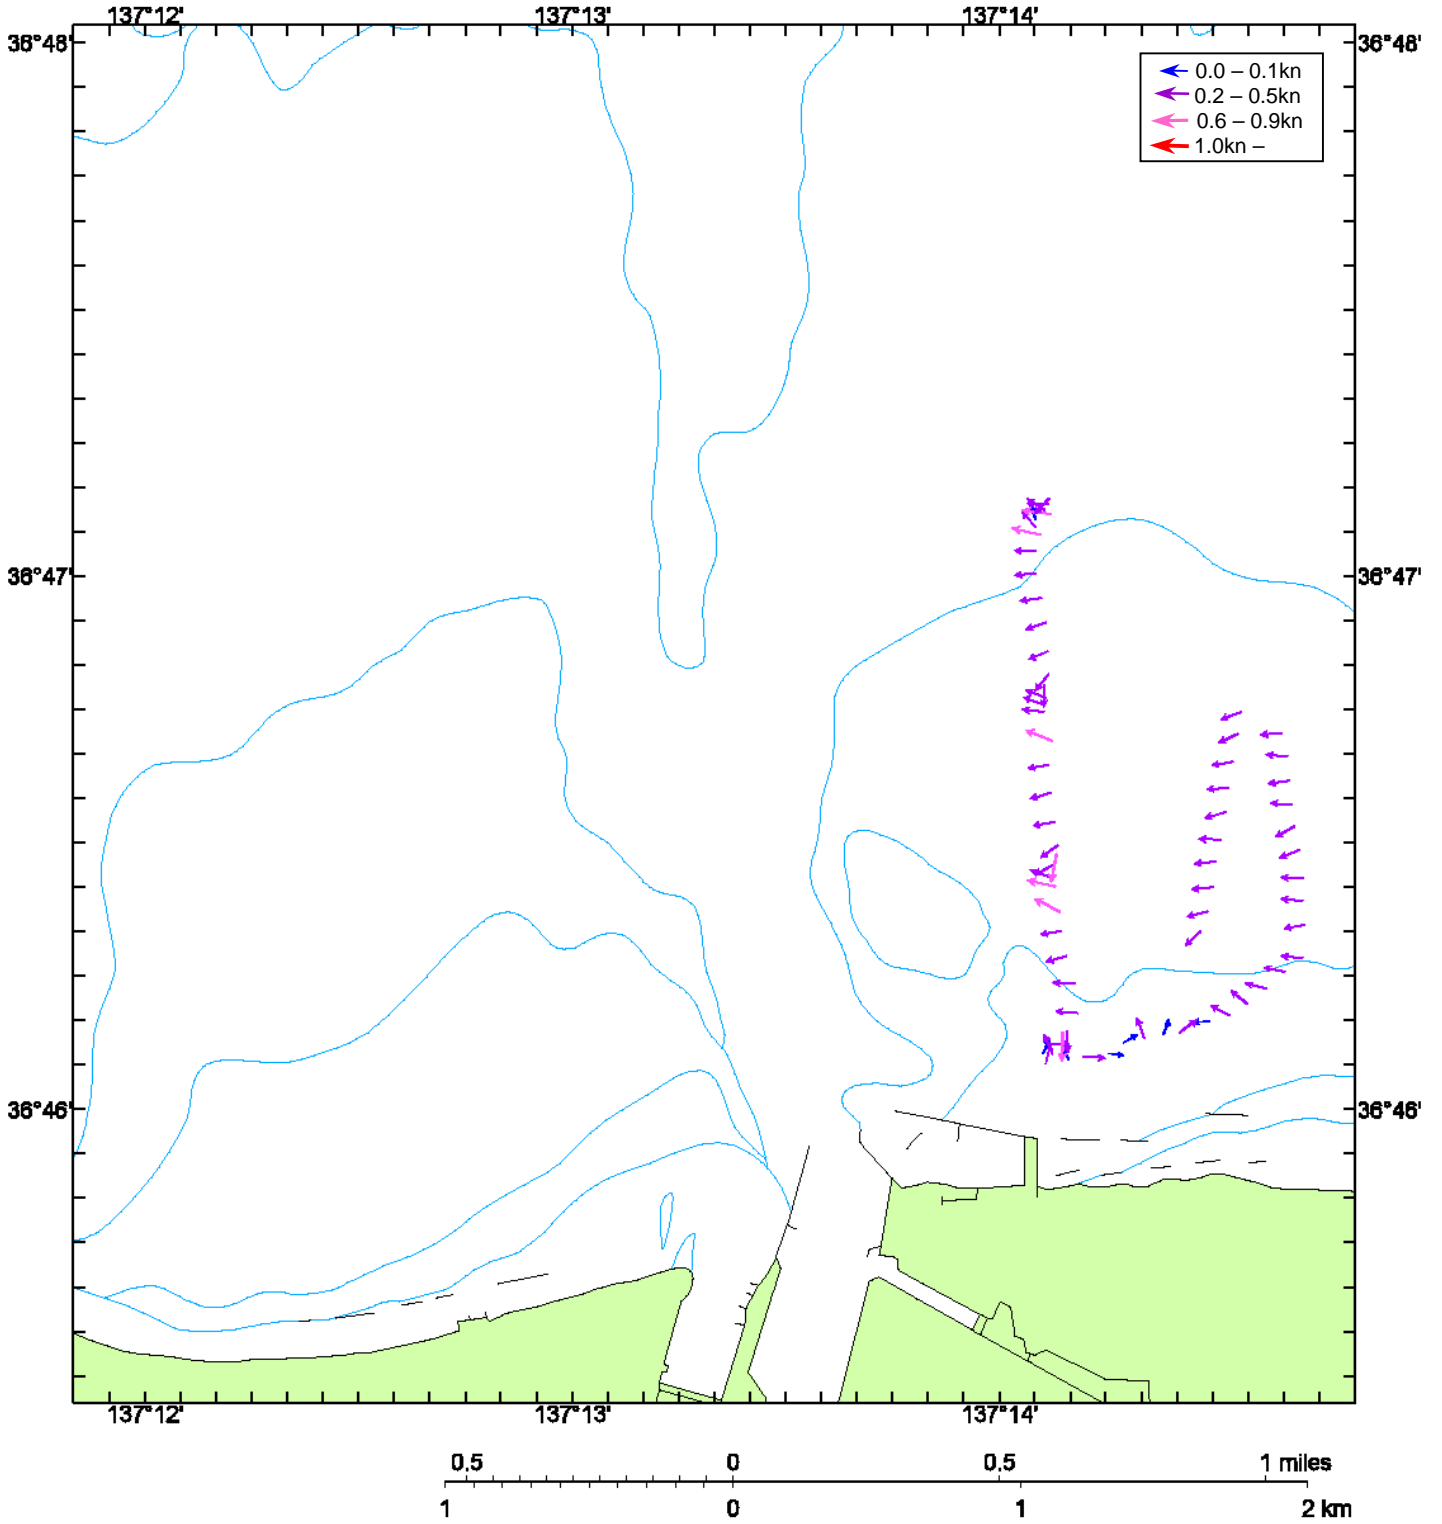 137°12' 137°13' 137°14'
36°48' 36°48'
0.0 – 0.1kn
0.2 – 0.5kn
0.6 – 0.9kn
1.0kn –
36°47' 36°47'
36°46' 36°46'
137°12' 137°13' 137°14'
0.5 0 0.5 1 miles
1 0 1 2 km